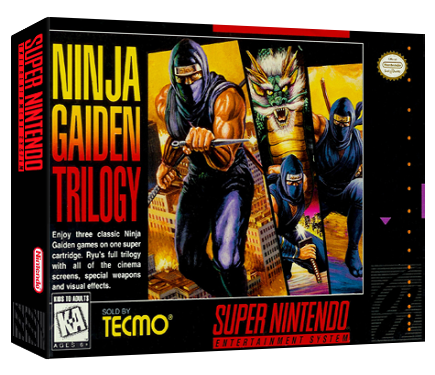 SUPER NINTENDO
Nintendo
NINJA
GAIDEN
TRILOGY
Enjoy three classic Ninja
Gaiden games on one super
cartridge. Ryu's full trilogy
with all of the cinema
screens, special weapons
and visual effects.
KIDS TO ADULTS
KA
AGES 6+
SOLD BY
TECMO®
SUPER NINTENDO
ENTERTAINMENT SYSTEM
Nintendo